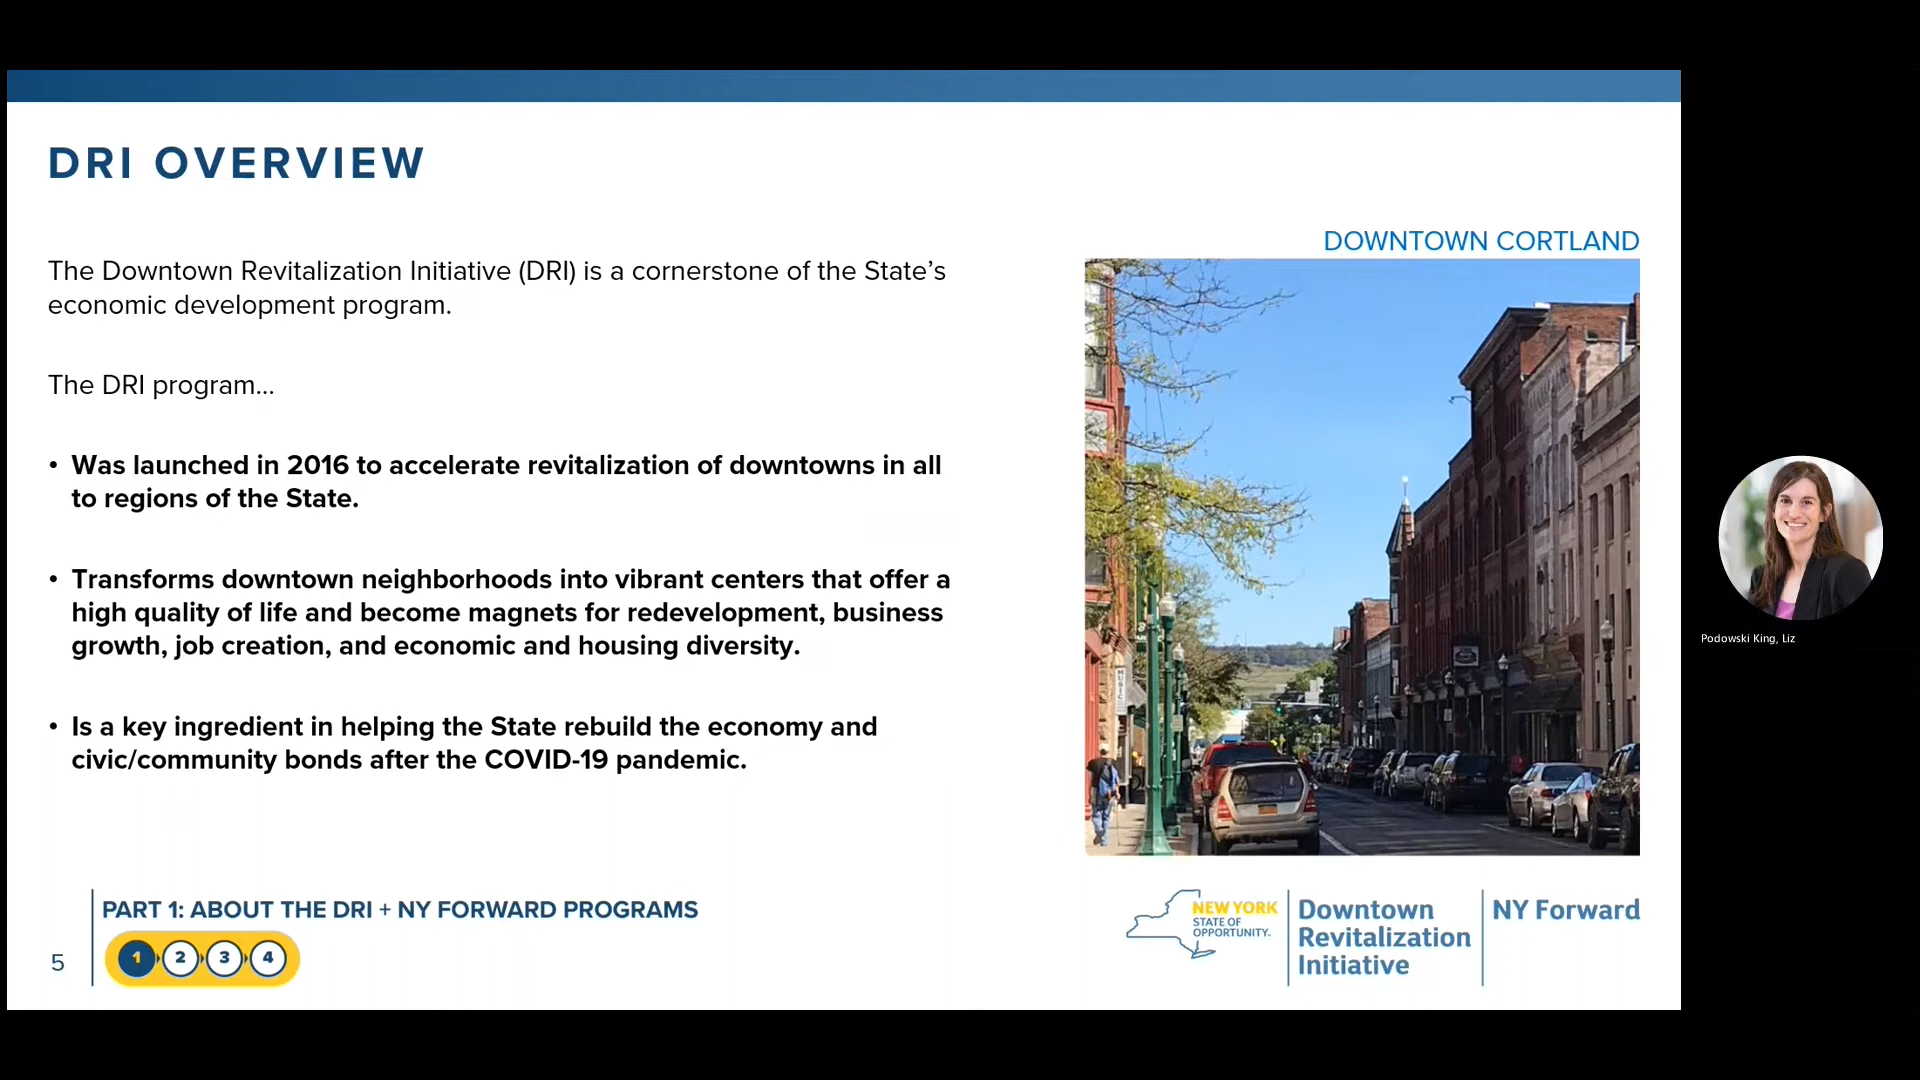 DRI OVERVIEW
The Downtown Revitalization Initiative (DRI) is a cornerstone of the State’s
economic development program.
The DRI program...
• Was launched in 2016 to accelerate revitalization of downtowns in all
to regions of the State.
• Transforms downtown neighborhoods into vibrant centers that offer a
high quality of life and become magnets for redevelopment, business
growth, job creation, and economic and housing diversity.
• Is a key ingredient in helping the State rebuild the economy and
civic/community bonds after the COVID-19 pandemic.
DOWNTOWN CORTLAND
MUSIC
Podowski King, Liz
5
PART 1: ABOUT THE DRI + NY FORWARD PROGRAMS
1 2 3 4
NEW YORK
STATE OF
OPPORTUNITY.
Downtown
Revitalization
Initiative
NY Forward